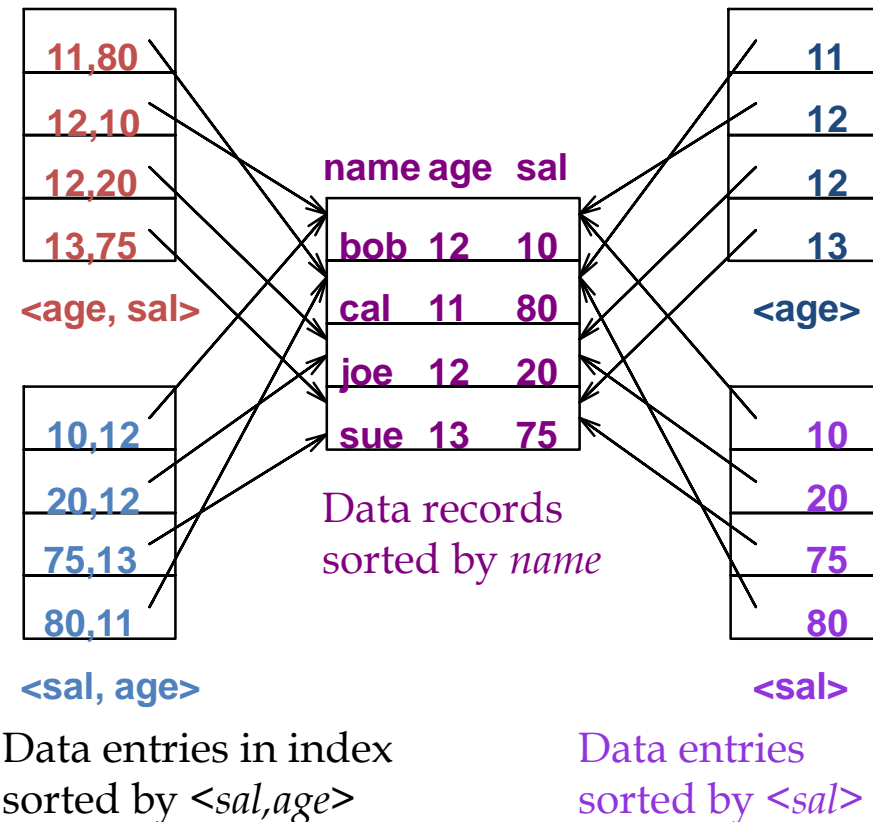 11,80
12,10
12,20
13,75
<age, sal>
10,12
20,12
75,13
80,11
<sal, age>
Data entries in index
sorted by <sal,age>
name age sal
bob 12 10
cal 11 80
joe 12 20
sue 13 75
Data records
sorted by name
11
12
12
13
<age>
10
20
75
80
<sal>
Data entries
sorted by <sal>